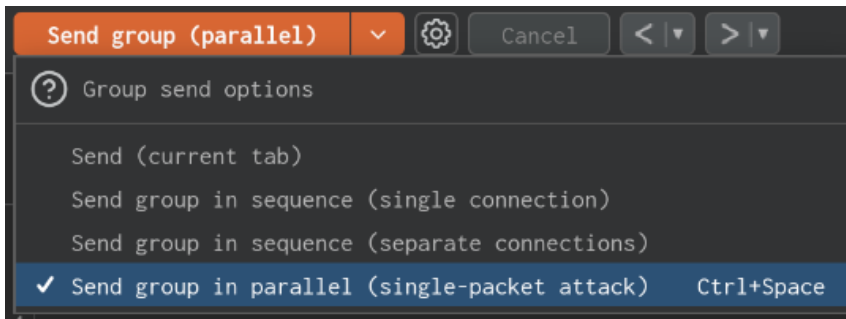 Send group (parallel) Cancel < >
? Group send options
Send (current tab)
Send group in sequence (single connection)
Send group in sequence (separate connections)
✓ Send group in parallel (single-packet attack) Ctrl+Space